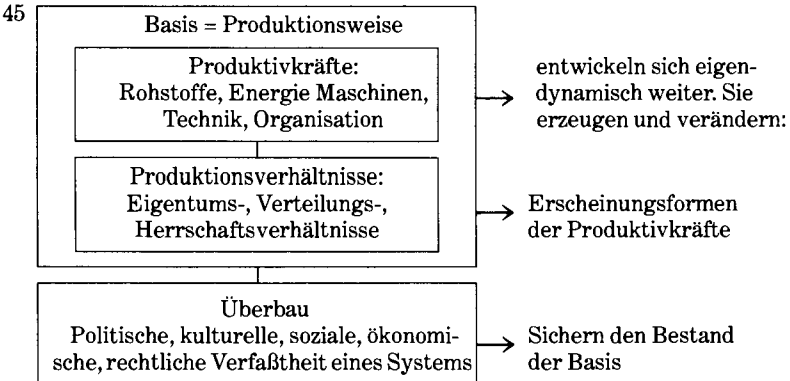 45
Basis = Produktionsweise
Produktivkräfte:
Rohstoffe, Energie Maschinen,
Technik, Organisation
entwickeln sich eigen-
dynamisch weiter. Sie
erzeugen und verändern:
Produktionsverhältnisse:
Eigentums-, Verteilungs-,
Herrschaftsverhältnisse
Erscheinungsformen
der Produktivkräfte
Überbau
Politische, kulturelle, soziale, ökonomi-
sche, rechtliche Verfaßtheit eines Systems
Sichern den Bestand
der Basis